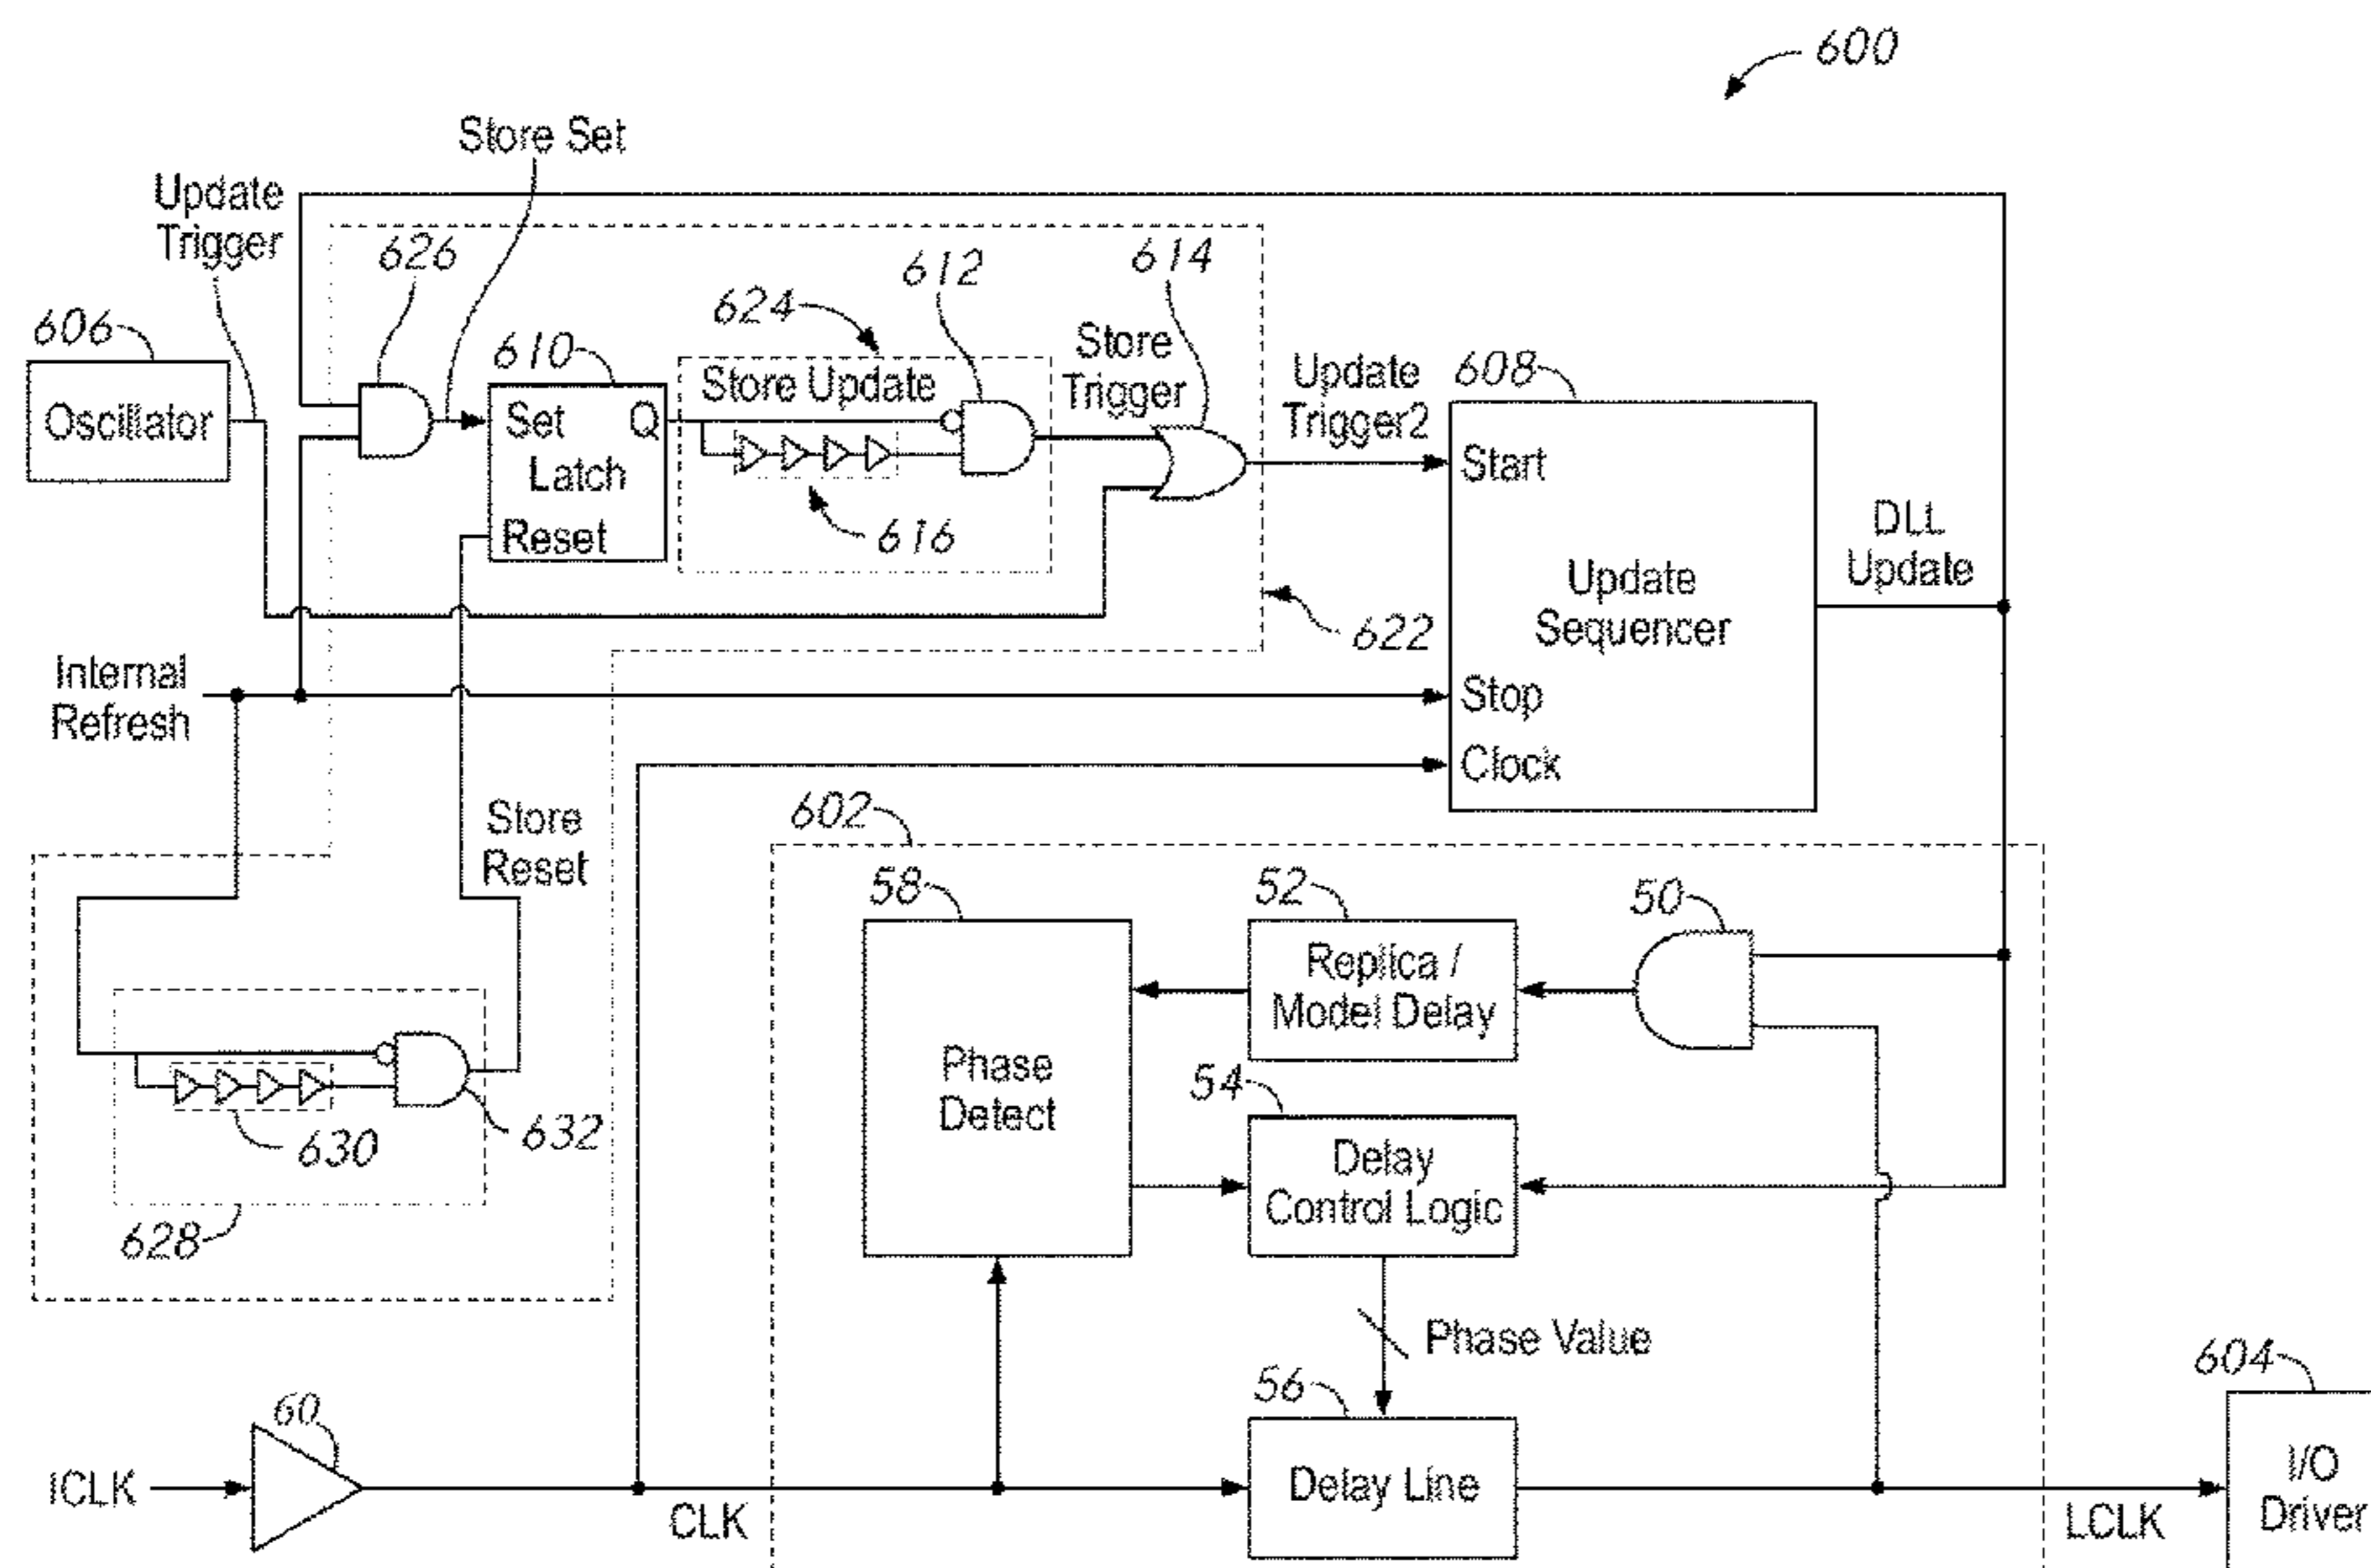 600
Store Set
Update
Trigger
626
624
612
614
606
Oscillator
610
Set
Q
Latch
Reset
Store Update
616
Store
Trigger
Update
Trigger2
608
Start
Update
Sequencer
Stop
Clock
DLL
Update
622
Internal
Refresh
Store
Reset
602
58
Phase
Detect
52
Replica /
Model Delay
50
54
Delay
Control Logic
630
632
628
Phase Value
56
Delay Line
60
ICLK
CLK
LCLK
604
I/O
Driver